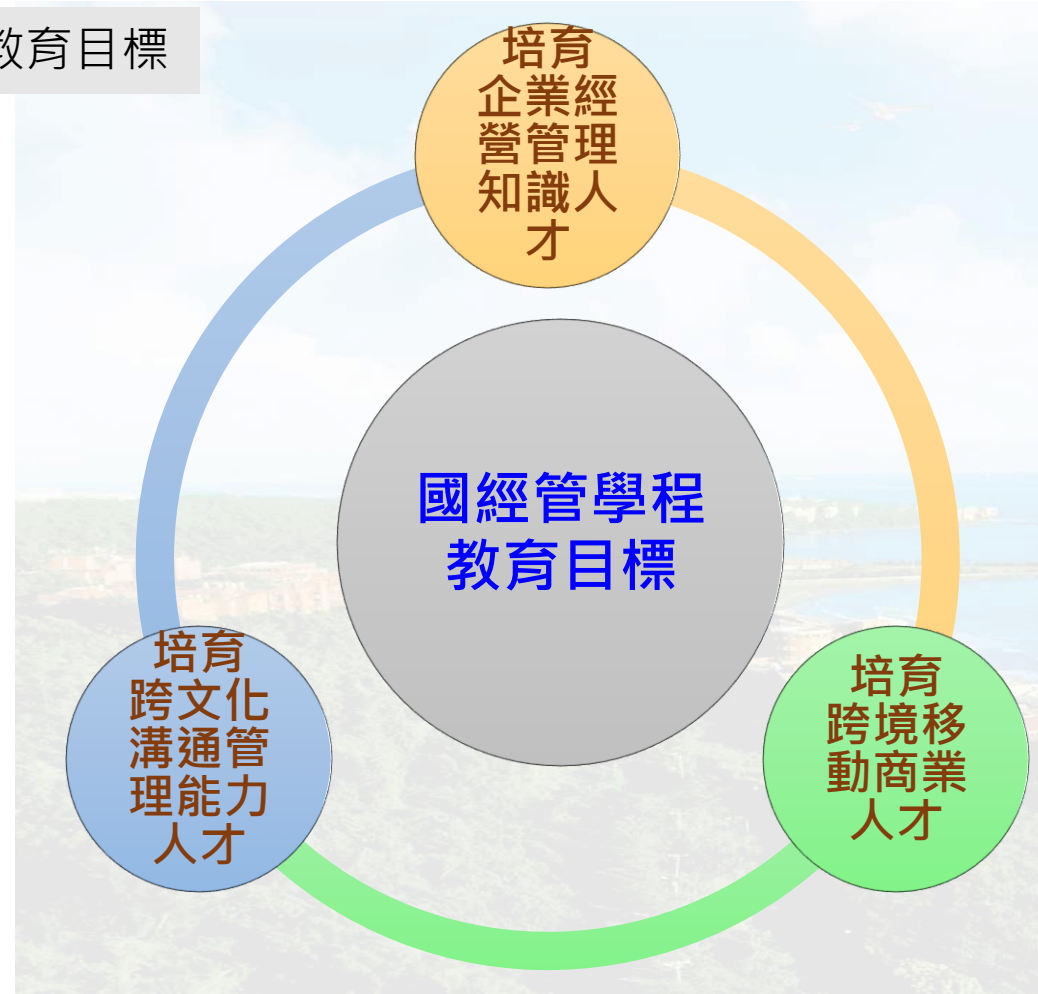 教育目標
培育
企業經
營管理
知識人
才
國經管學程
教育目標
培育
跨文化
溝通管
理能力
人才
培育
跨境移
動商業
人才